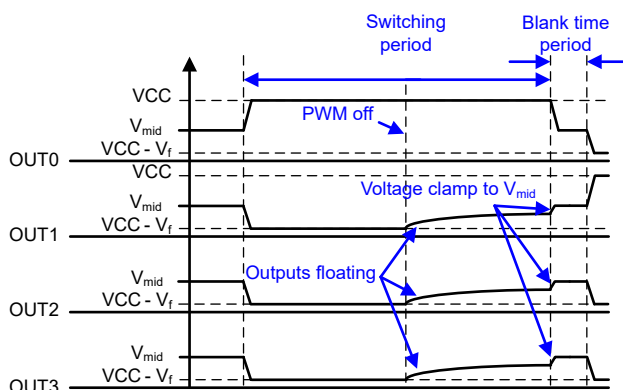 Switching
period
Blank time
period
VCC
PWM off
Vmid
VCC - Vf
OUT0
VCC
Voltage clamp to Vmid
Vmid
VCC - Vf
OUT1
Outputs floating
Vmid
VCC - Vf
OUT2
Vmid
VCC - Vf
OUT3